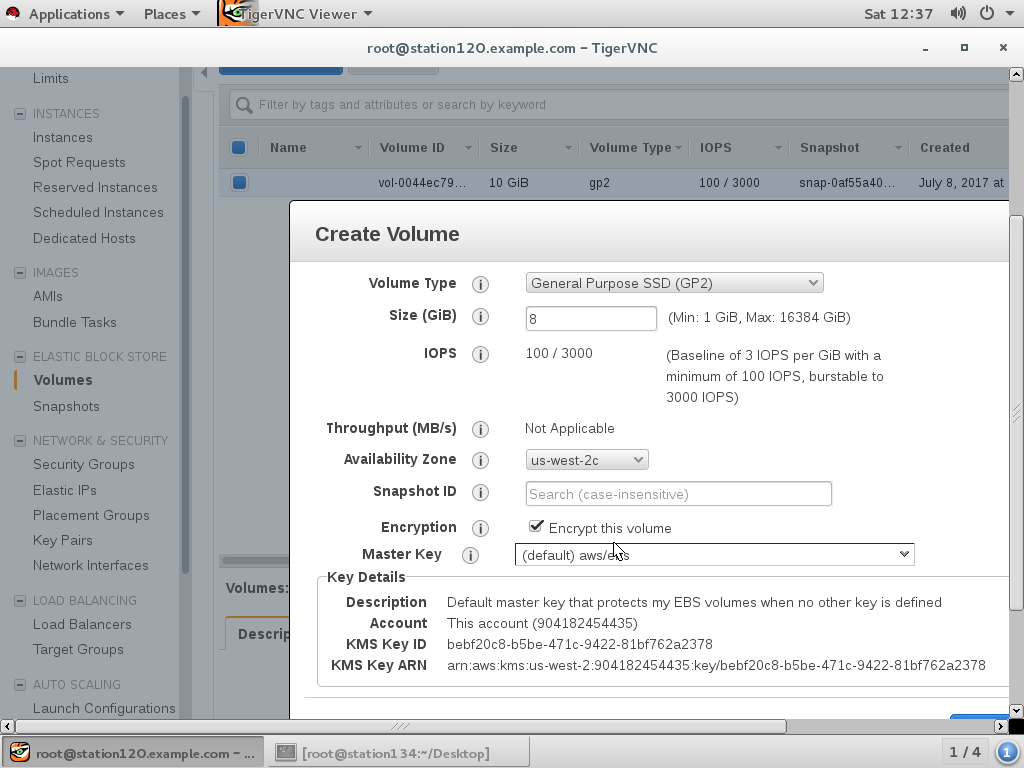 Applications Places TigerVNC Viewer Sat 12:37
root@station120.example.com – TigerVNC
Limits
INSTANCES
Instances
Spot Requests
Reserved Instances
Scheduled Instances
Dedicated Hosts
IMAGES
AMIs
Bundle Tasks
ELASTIC BLOCK STORE
Volumes
Snapshots
NETWORK & SECURITY
Security Groups
Elastic IPs
Placement Groups
Key Pairs
Network Interfaces
LOAD BALANCING
Load Balancers
Target Groups
AUTO SCALING
Launch Configurations
Filter by tags and attributes or search by keyword
Name Volume ID Size Volume Type IOPS Snapshot Created
vol-0044ec79... 10 GiB gp2 100 / 3000 snap-0af55a40... July 8, 2017 at
Volumes:
Descrip
Create Volume
Volume Type i General Purpose SSD (GP2)
Size (GiB) i 8 (Min: 1 GiB, Max: 16384 GiB)
IOPS i 100 / 3000 (Baseline of 3 IOPS per GiB with a
minimum of 100 IOPS, burstable to
3000 IOPS)
Throughput (MB/s) i Not Applicable
Availability Zone i us-west-2c
Snapshot ID i Search (case-insensitive)
Encryption i Encrypt this volume
Master Key i (default) aws/ebs
Key Details
Description Default master key that protects my EBS volumes when no other key is defined
Account This account (904182454435)
KMS Key ID bebf20c8-b5be-471c-9422-81bf762a2378
KMS Key ARN arn:aws:kms:us-west-2:904182454435:key/bebf20c8-b5be-471c-9422-81bf762a2378
root@station120.example.com – ... [root@station134:~/Desktop] 1 / 4 1